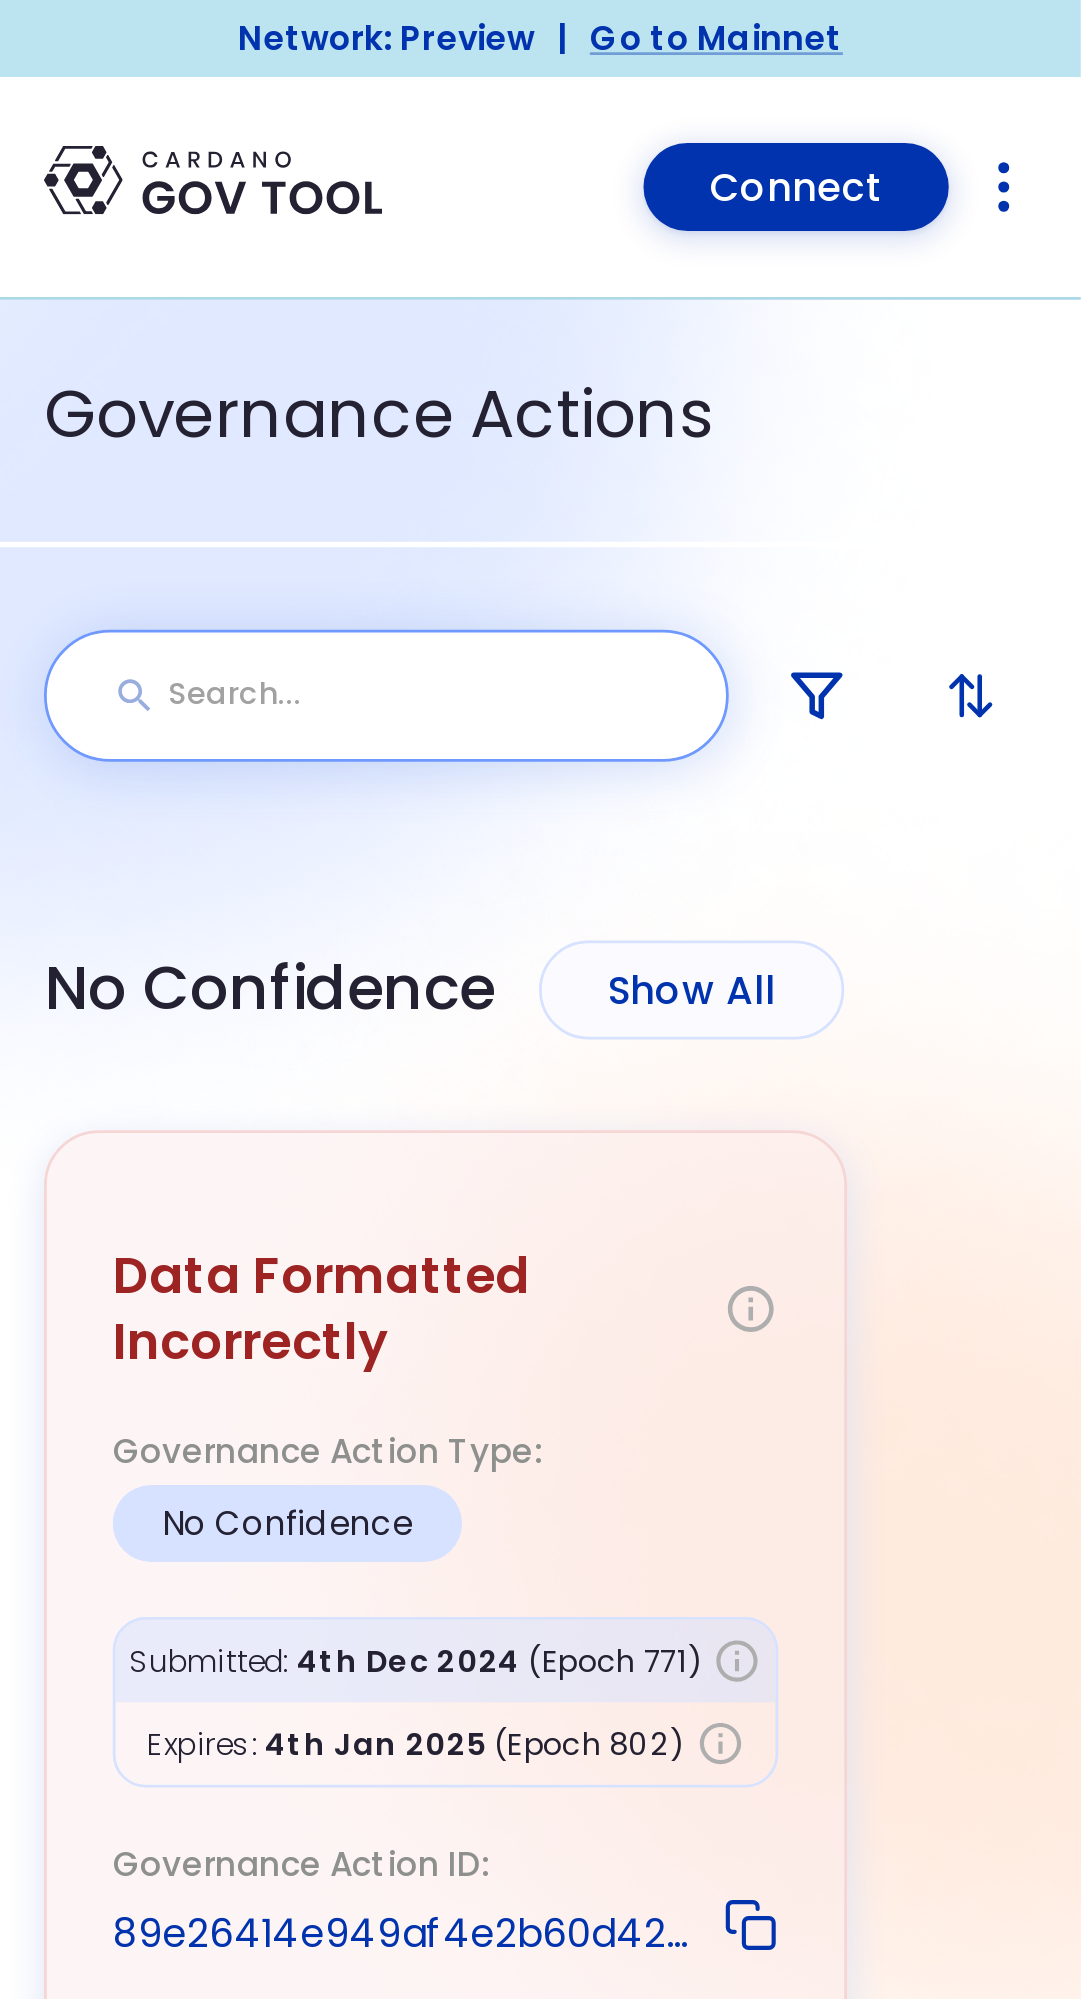 Network: Preview | Go to Mainnet
CARDANO
GOV TOOL
Connect
Governance Actions
Search...
No Confidence
Show All
Data Formatted
Incorrectly
Governance Action Type:
No Confidence
Submitted: 4th Dec 2024 (Epoch 771)
Expires: 4th Jan 2025 (Epoch 802)
Governance Action ID:
89e26414e949af4e2b60d42...